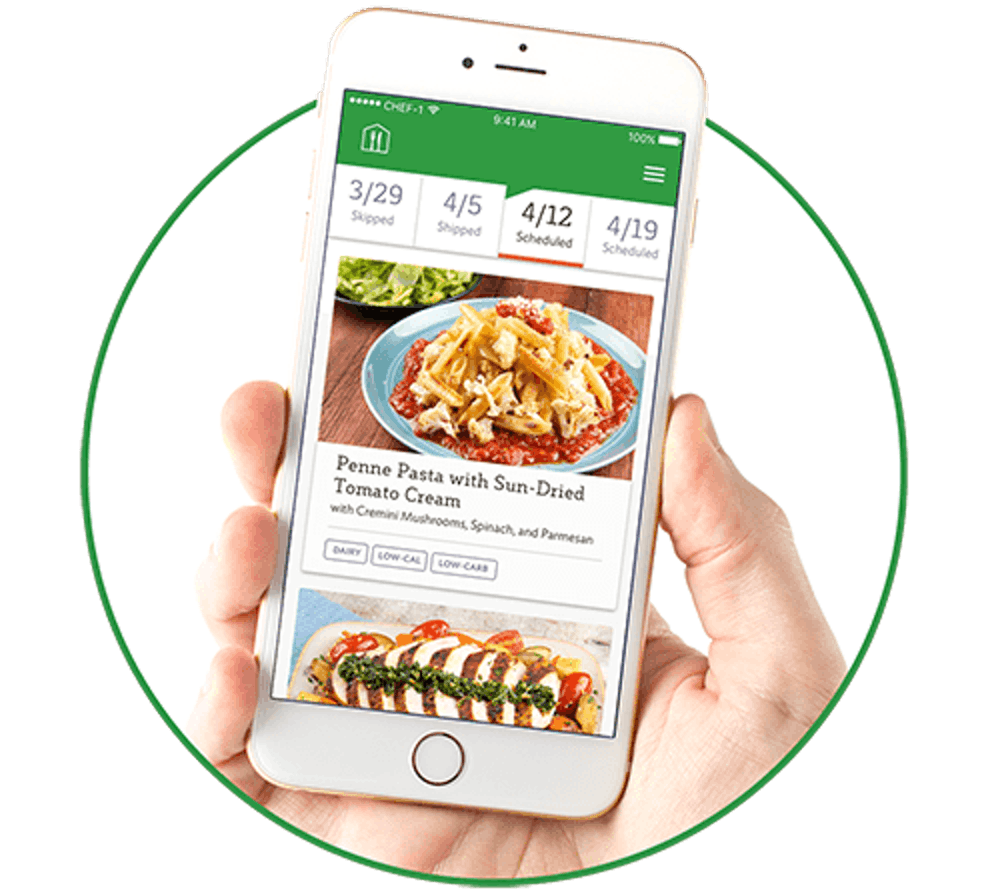 CHEF-1
9:41 AM
100%
3/29
Skipped
4/5
Shipped
4/12
Scheduled
4/19
Scheduled
Penne Pasta with Sun-Dried
Tomato Cream
with Cremini Mushrooms, Spinach, and Parmesan
DAIRY
LOW-CAL
LOW-CARB